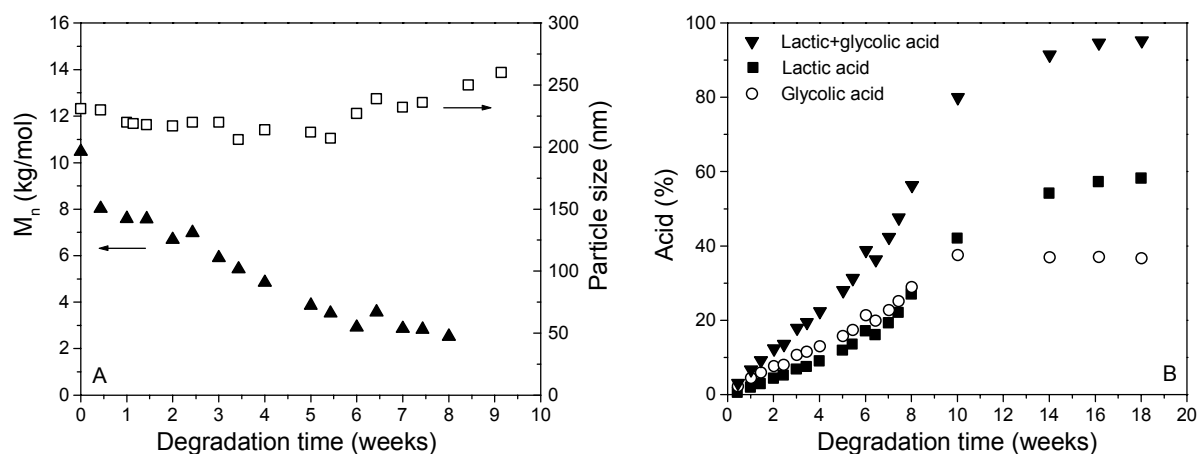 16
14
12
10
8
6
4
2
0
M_n (kg/mol)
300
250
200
150
100
50
0
Particle size (nm)
A
0 1 2 3 4 5 6 7 8 9 10
Degradation time (weeks)
100
80
60
40
20
0
Acid (%)
Lactic+glycolic acid
Lactic acid
Glycolic acid
B
0 2 4 6 8 10 12 14 16 18 20
Degradation time (weeks)